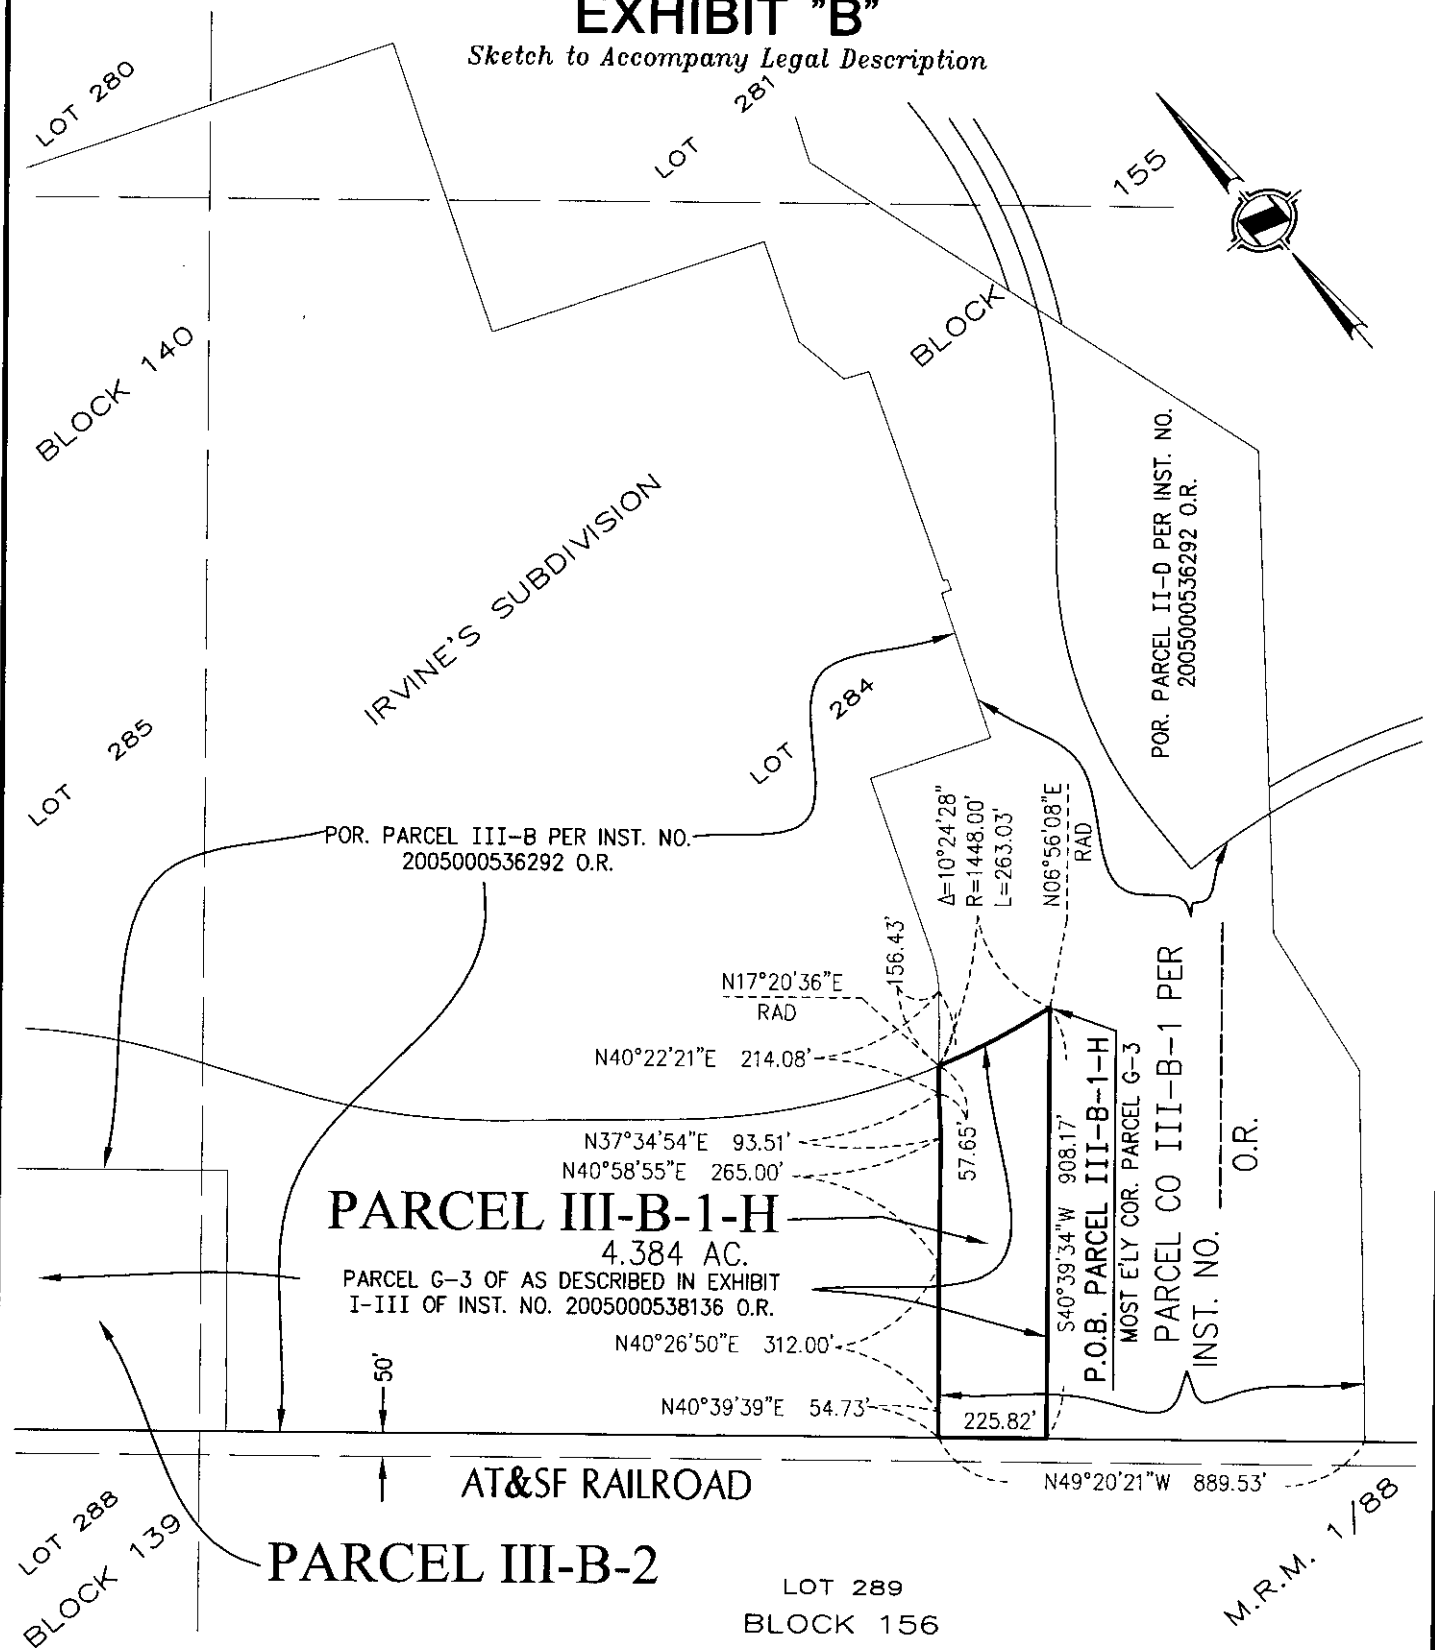 EXHIBIT "B"
Sketch to Accompany Legal Description
LOT 280
LOT 281
155
BLOCK
BLOCK 140
IRVINE'S SUBDIVISION
LOT 285
LOT 284
POR. PARCEL II-D PER INST. NO.
2005000536292 O.R.
POR. PARCEL III-B PER INST. NO.
2005000536292 O.R.
Δ=10°24'28"
R=1448.00'
L=263.03'
N06°56'08"E
RAD
156.43'
N17°20'36"E
RAD
N40°22'21"E 214.08'
N37°34'54"E 93.51'
57.65'
N40°58'55"E 265.00'
PARCEL III-B-1-H
4.384 AC.
PARCEL G-3 OF AS DESCRIBED IN EXHIBIT
I-III OF INST. NO. 2005000538136 O.R.
N40°26'50"E 312.00'
N40°39'39"E 54.73'
S40°39'34"W 908.17'
P.O.B. PARCEL III-B-1-H
MOST E'LY COR. PARCEL G-3
PARCEL CO III-B-1 PER
INST. NO.
O.R.
225.82'
50'
AT&SF RAILROAD
N49°20'21"W 889.53'
LOT 288
BLOCK 139
PARCEL III-B-2
LOT 289
BLOCK 156
M.R.M. 1/88